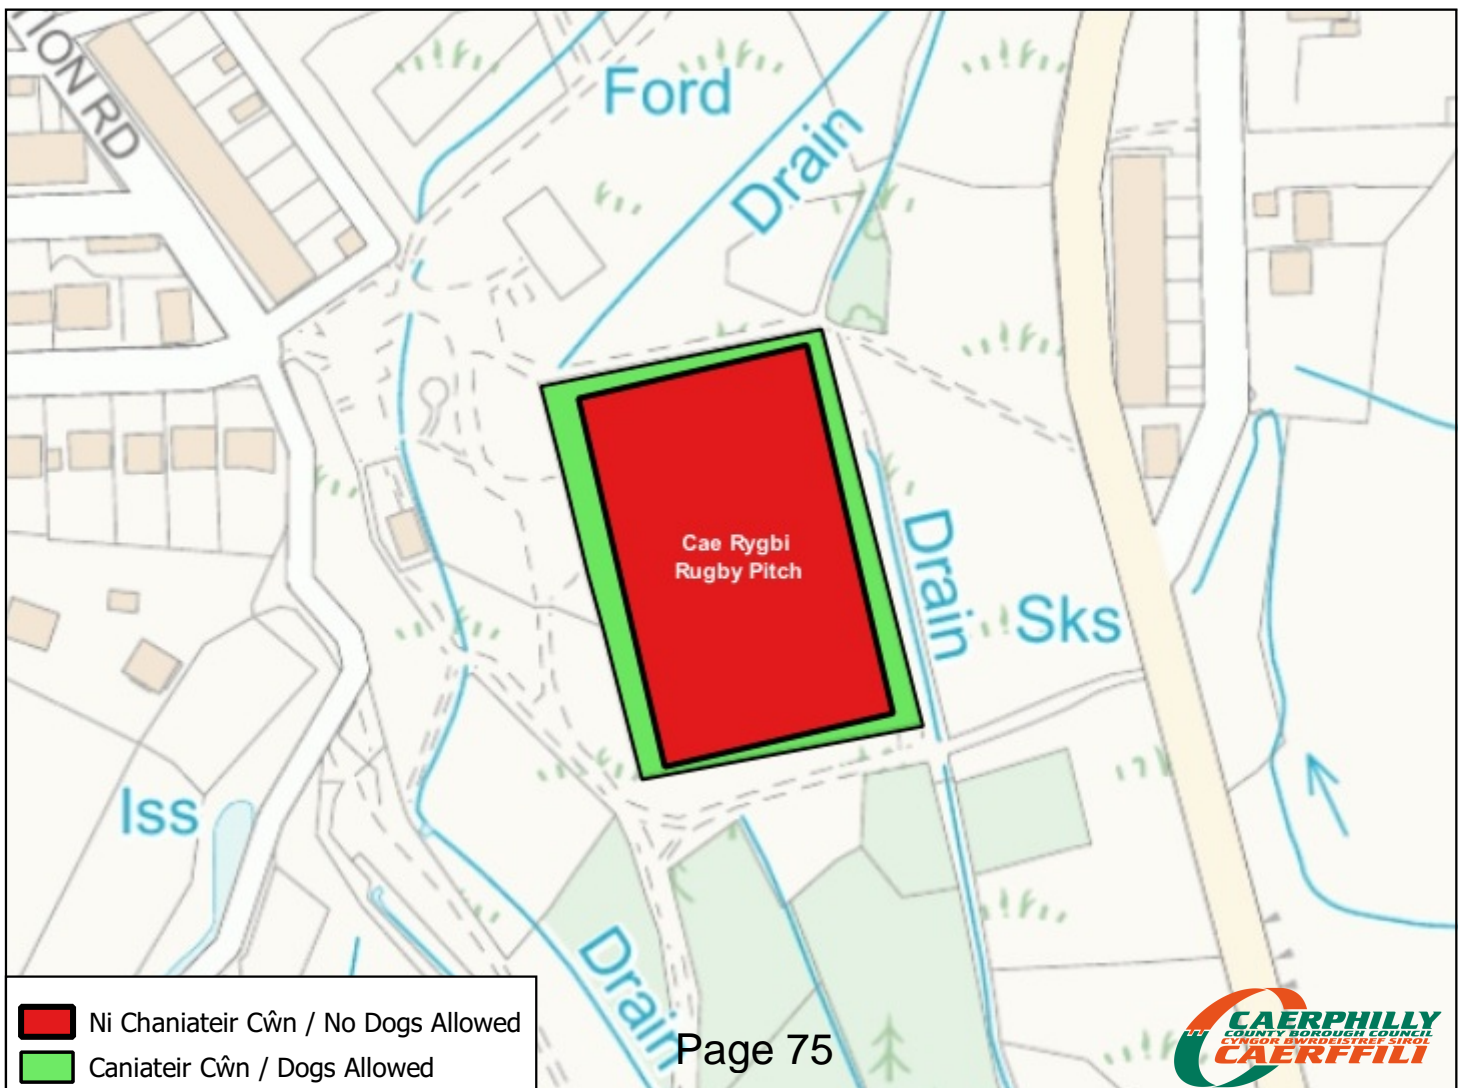 TION RD
Ford
Drain
Cae Rygbi
Rugby Pitch
Drain
Sks
Iss
Drain
Ni Chaniateir Cŵn / No Dogs Allowed
Caniateir Cŵn / Dogs Allowed
Page 75
CAERPHILLY
COUNTY BOROUGH COUNCIL
CYNGOR BWRDEISTREF SIROL
CAERFFILI